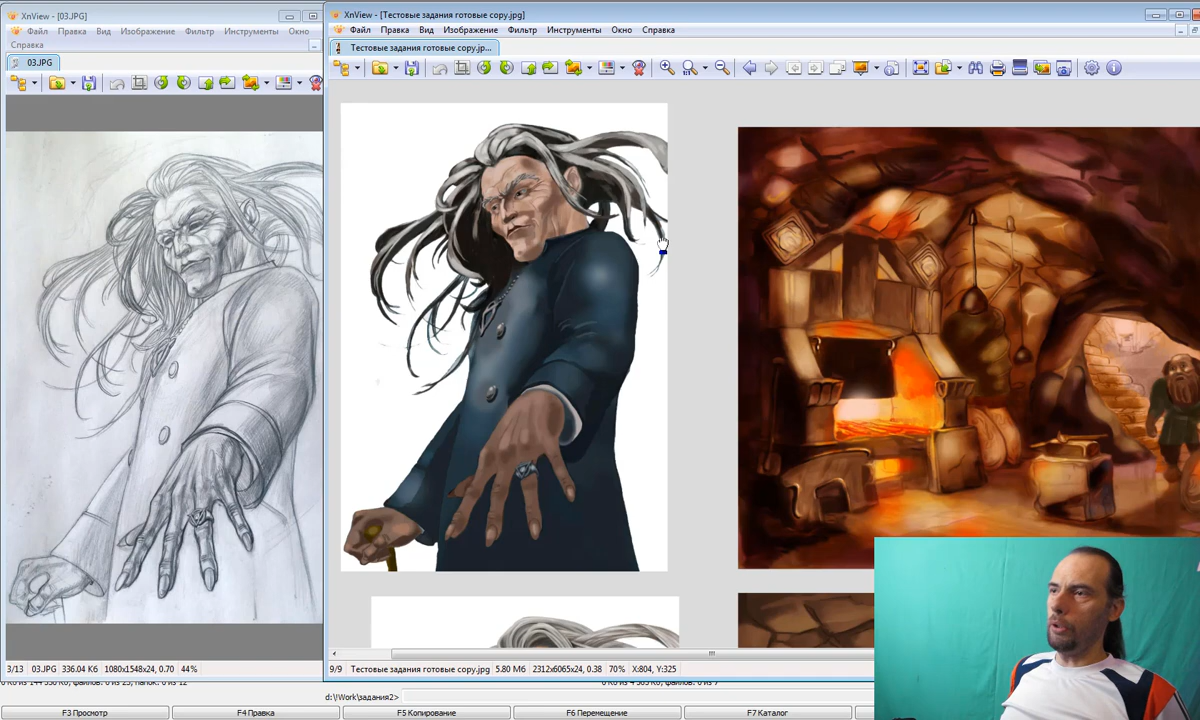 XnView - [03.JPG]
Файл Правка Вид Изображение Фильтр Инструменты Окно
Справка
03.JPG
3/13 03.JPG 336.04 Кб 1080x1548x24, 0.70 44%
XnView - [Тестовые задания готовые copy.jpg]
Файл Правка Вид Изображение Фильтр Инструменты Окно Справка
Тестовые задания готовые copy.jp...
9/9 Тестовые задания готовые copy.jpg 5.80 Мб 2312x6065x24, 0.38 70% X:804, Y:325
d:\!Work\задания2>
F3 Просмотр F4 Правка F5 Копирование F6 Перемещение F7 Каталог